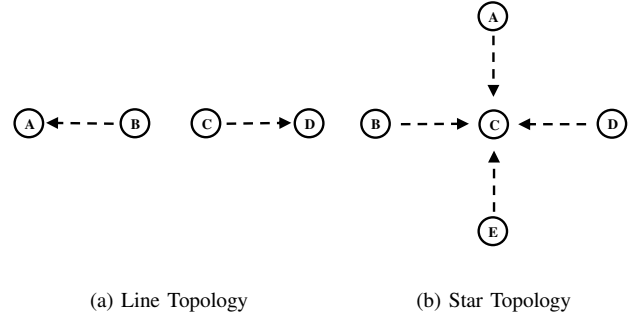 A B C D
A
B C D
E
(a) Line Topology
(b) Star Topology